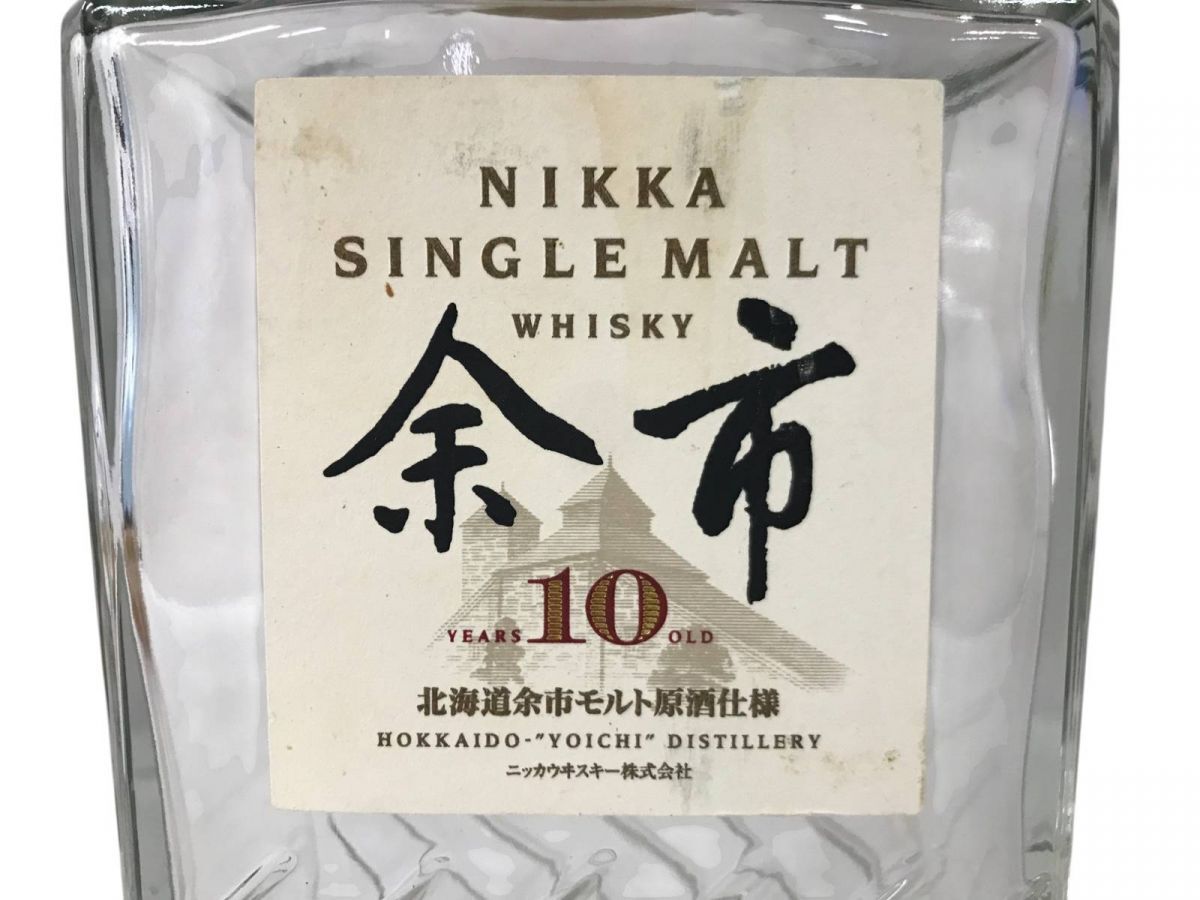 NIKKA
SINGLE MALT
WHISKY
余市
YEARS 10 OLD
北海道余市モルト原酒仕様
HOKKAIDO-"YOICHI" DISTILLERY
ニッカウヰスキー株式会社